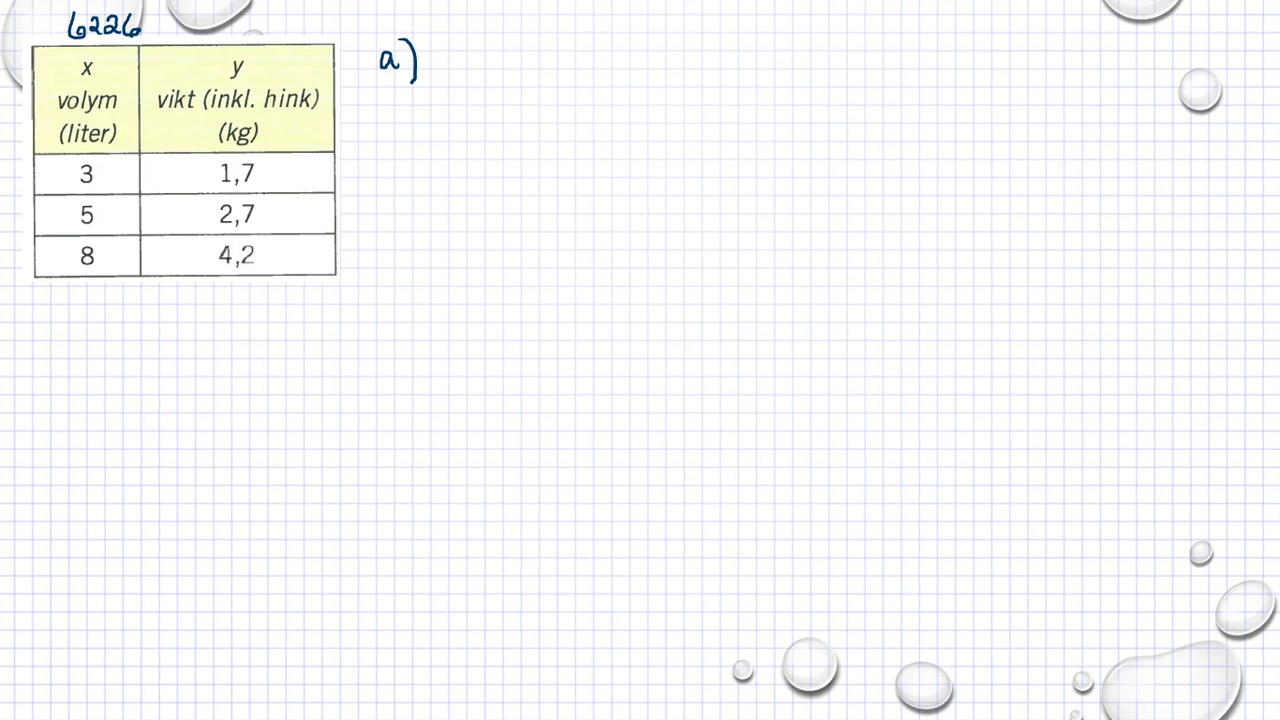 6226
a)
x y
volym vikt (inkl. hink)
(liter) (kg)
3 1,7
5 2,7
8 4,2